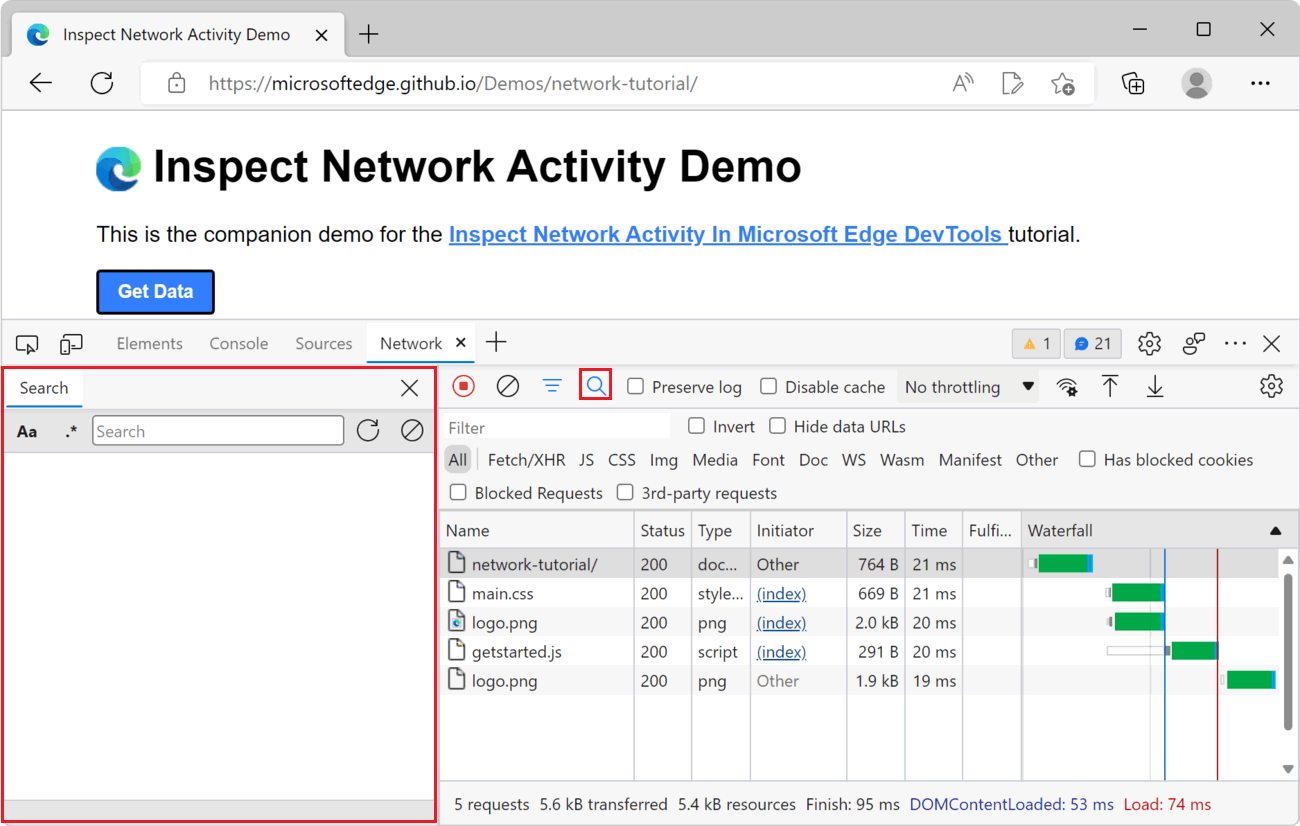 Inspect Network Activity Demo
https://microsoftedge.github.io/Demos/network-tutorial/
Inspect Network Activity Demo
This is the companion demo for the Inspect Network Activity In Microsoft Edge DevTools tutorial.
Get Data
Elements Console Sources Network 1 21
Search
Aa .* Search
Preserve log Disable cache No throttling
Filter Invert Hide data URLs
All Fetch/XHR JS CSS Img Media Font Doc WS Wasm Manifest Other Has blocked cookies
Blocked Requests 3rd-party requests
Name Status Type Initiator Size Time Fulfi... Waterfall
network-tutorial/ 200 doc... Other 764 B 21 ms
main.css 200 style... (index) 669 B 21 ms
logo.png 200 png (index) 2.0 kB 20 ms
getstarted.js 200 script (index) 291 B 20 ms
logo.png 200 png Other 1.9 kB 19 ms
5 requests 5.6 kB transferred 5.4 kB resources Finish: 95 ms DOMContentLoaded: 53 ms Load: 74 ms